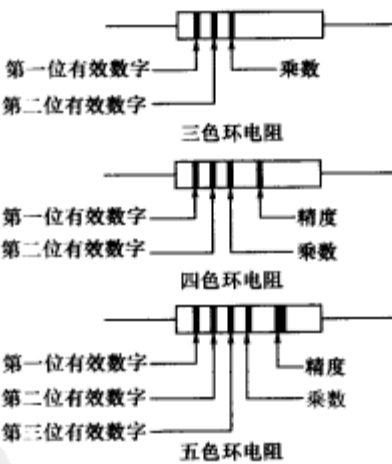 第一位有效数字 乘数
第二位有效数字
三色环电阻
第一位有效数字 精度
第二位有效数字 乘数
四色环电阻
第一位有效数字 精度
第二位有效数字 乘数
第三位有效数字
五色环电阻